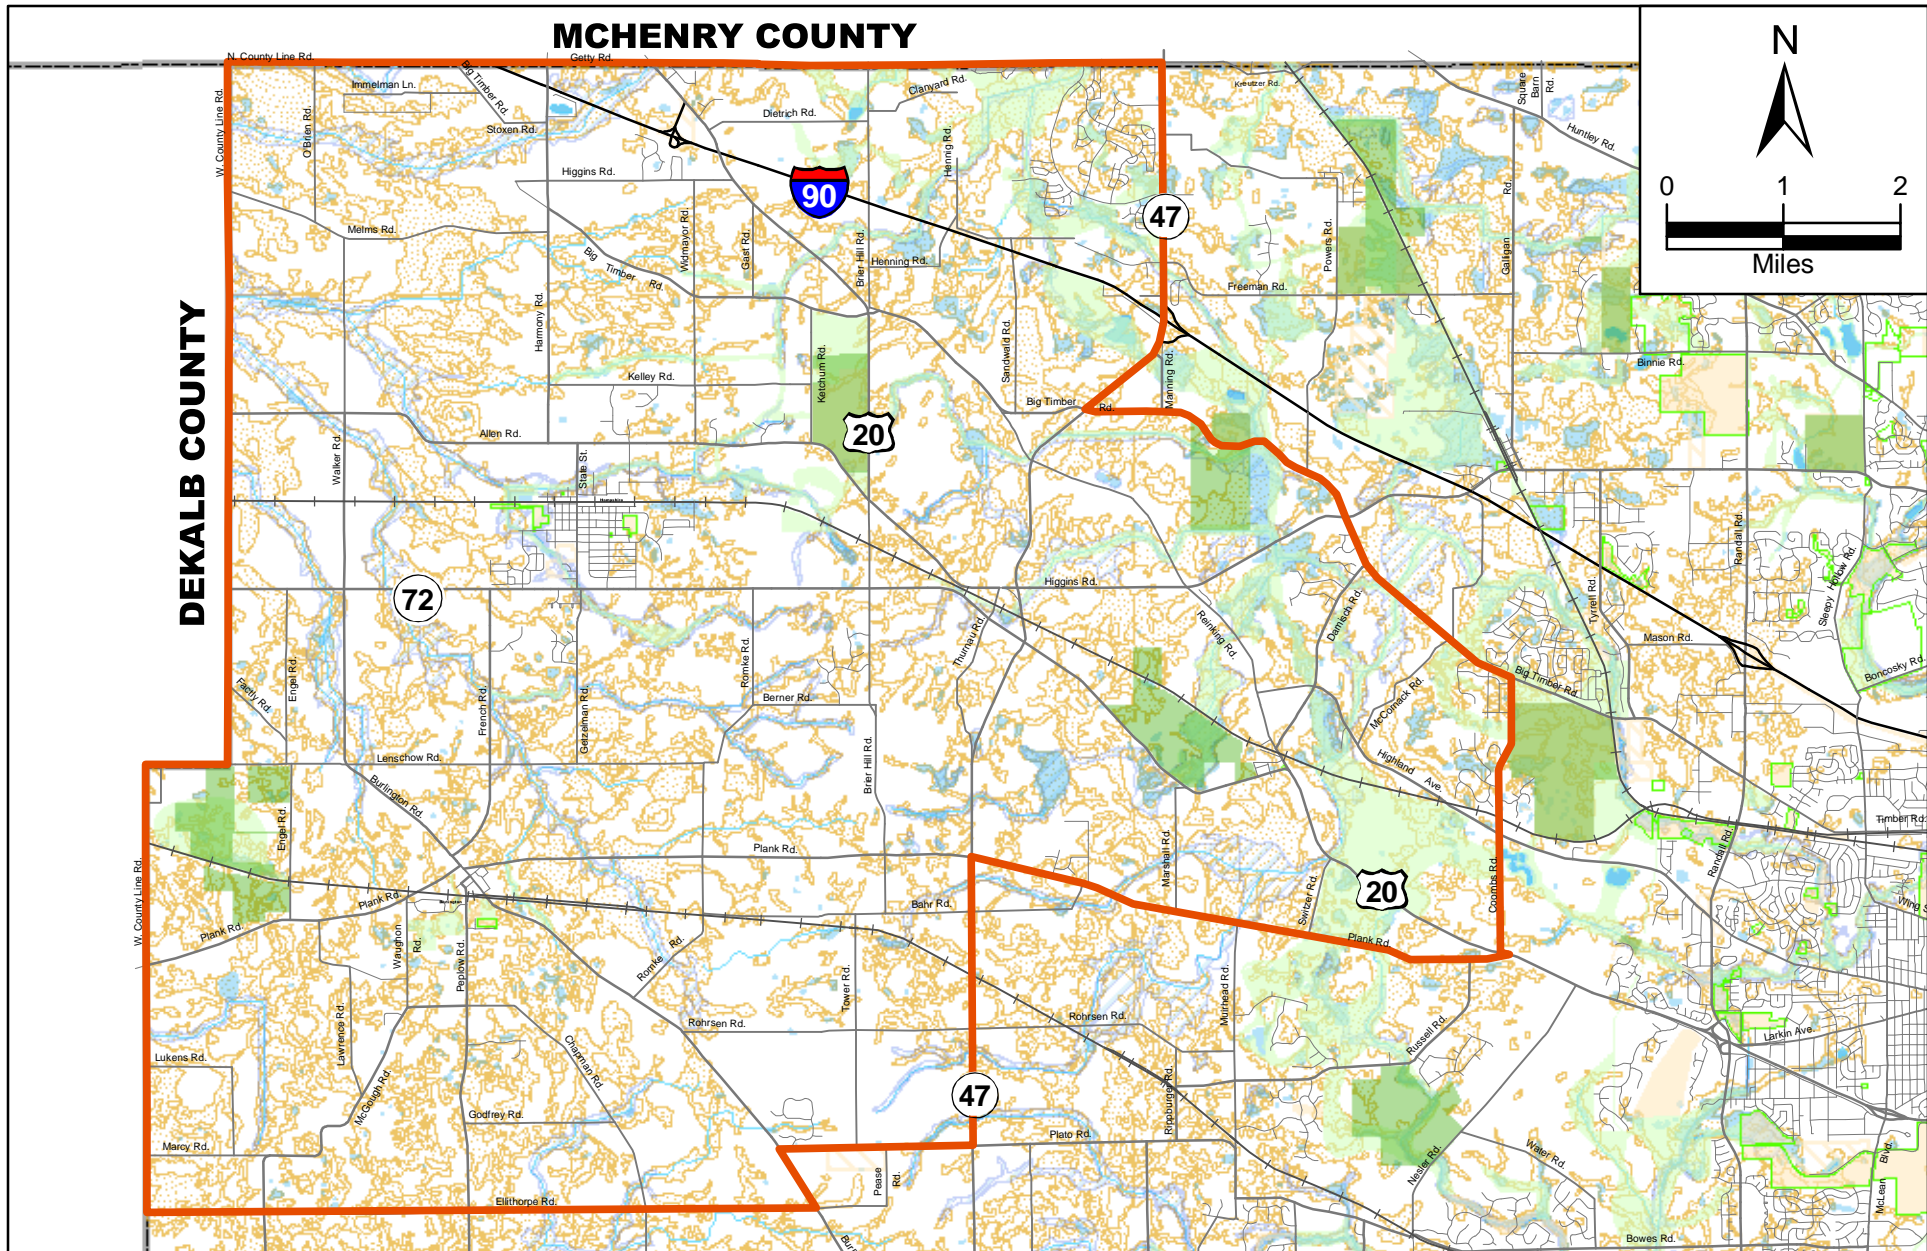 MCHENRY COUNTY
N
0 1 2
Miles
DEKALB COUNTY
N. County Line Rd.
Getty Rd.
W. County Line Rd.
Immelman Ln.
Big Timber Rd.
O'Brien Rd.
Stoxen Rd.
Dietrich Rd.
Clanyard Rd.
Kreutzer Rd.
Square
Barn
Rd.
Huntley Rd.
Higgins Rd.
90
Hennig Rd.
47
Melms Rd.
Big Timber Rd.
Widmayor Rd.
Gast Rd.
Brier Hill Rd.
Henning Rd.
Powers Rd.
Galligan Rd.
Freeman Rd.
Harmony Rd.
Ketchum Rd.
Sandwald Rd.
Manning Rd.
Binnie Rd.
Kelley Rd.
Big Timber Rd.
20
Allen Rd.
Walker Rd.
State St.
Hampshire
Randall Rd.
Sleepy Hollow Rd.
72
Higgins Rd.
Tyrrell Rd.
Mason Rd.
Boncosky Rd
Thurnau Rd.
Reinking Rd.
Damisch Rd.
Romke Rd.
Engel Rd.
Factly Rd.
French Rd.
Getzelman Rd.
Berner Rd.
McCornack Rd.
Big Timber Rd.
Lenschow Rd.
Burlington Rd.
Brier Hill Rd.
Highland Ave.
Engel Rd.
Plank Rd.
Marshall Rd.
Timber Rd.
Randall Rd.
W. County Line Rd.
Plank Rd.
Plank Rd.
Burlington
Bahr Rd.
Switzer Rd.
20
Coombs Rd.
Wing S
Waughon
Rd.
Peplow Rd.
Romke Rd.
Tower Rd.
Plank Rd.
Muirhead Rd.
Lawrence Rd.
Rohrsen Rd.
Rohrsen Rd.
Russell Rd.
Larkin Ave.
Lukens Rd.
McGough Rd.
Chapman Rd.
47
Rippburger Rd.
Godfrey Rd.
Marcy Rd.
Plato Rd.
Nesler Rd.
Water Rd.
Pease
Rd.
McLean Blvd.
Ellithorpe Rd.
Bowes Rd.